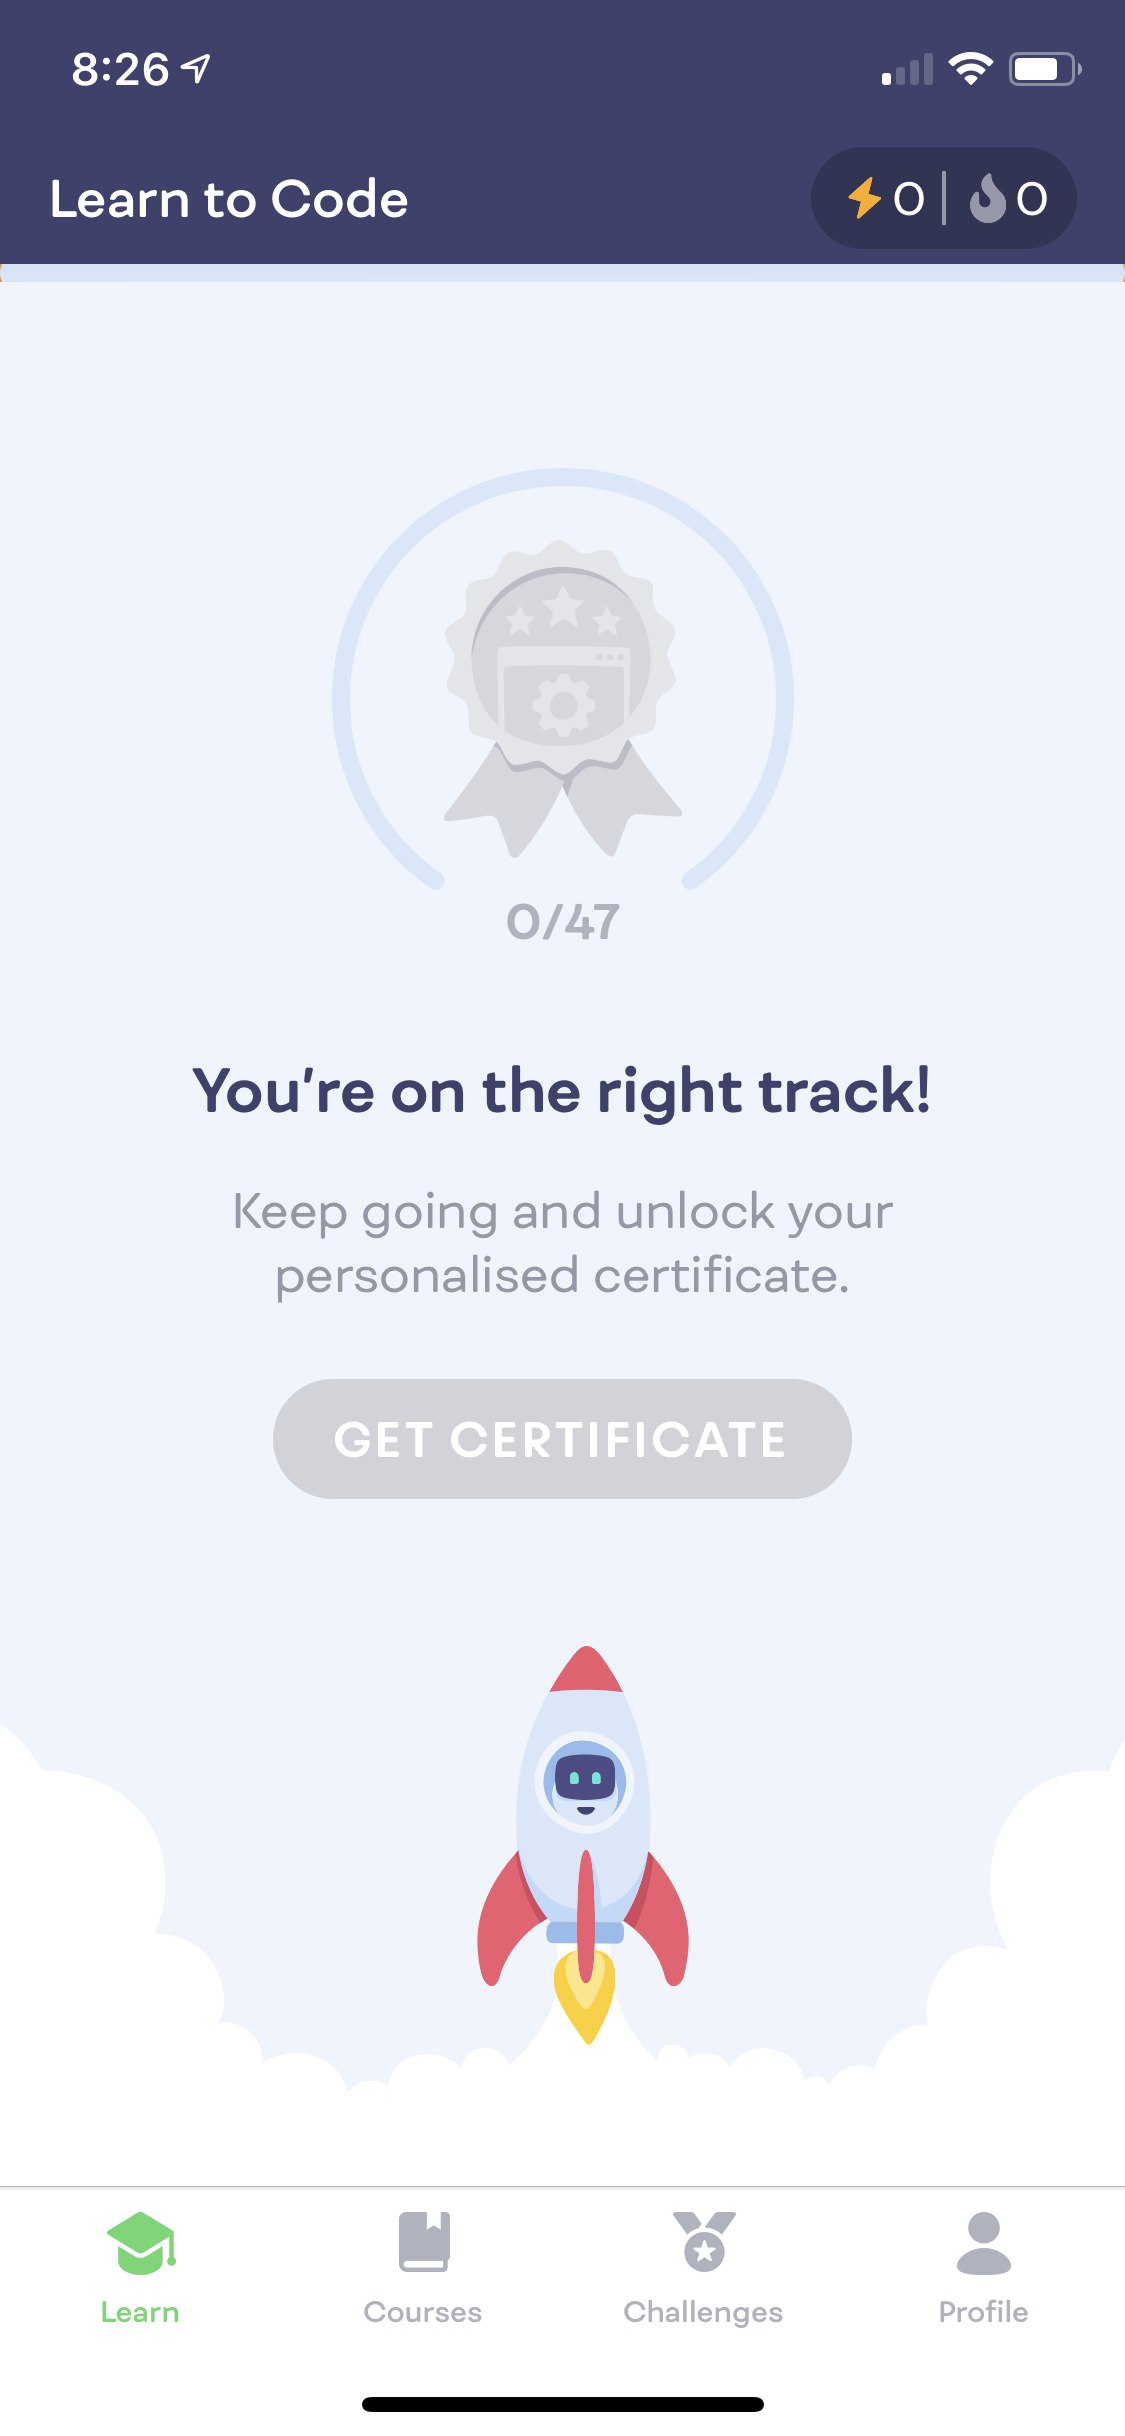 8:26
Learn to Code
0 | 0
0/47
You're on the right track!
Keep going and unlock your
personalised certificate.
GET CERTIFICATE
Learn
Courses
Challenges
Profile